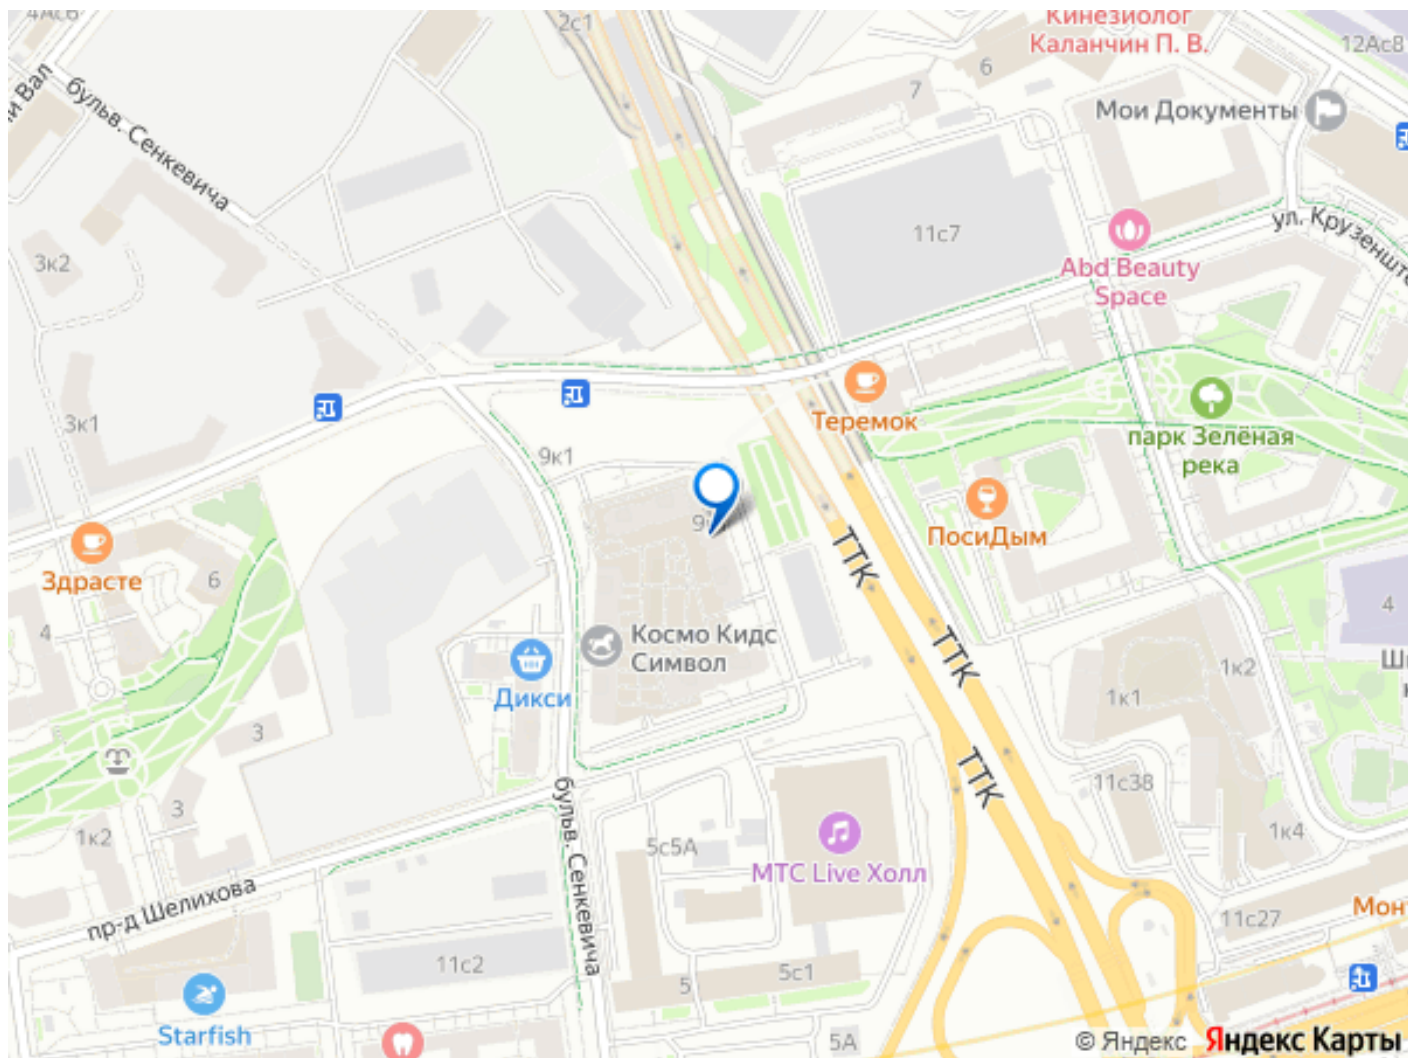 4Ас6
2с1
Кинезиолог
Каланчин П. В.
12Ас8
6
7
Мои Документы
бульв. Сенкевича
Вал
11с7
ул. Крузенште
Abd Beauty
Space
3к2
3к1
Теремок
парк Зелёная
река
9к1
ПосиДым
ТТК
Здрасте
6
4
4
Космо Кидс
Символ
Дикси
ТТК
1к2
1к1
3
ТТК
11с38
3
1к2
1к4
5с5А
МТС Live Холл
бульв. Сенкевича
пр-д Шелихова
11с27
11с2
5с1
5
Starfish
5А
© Яндекс Яндекс Карты